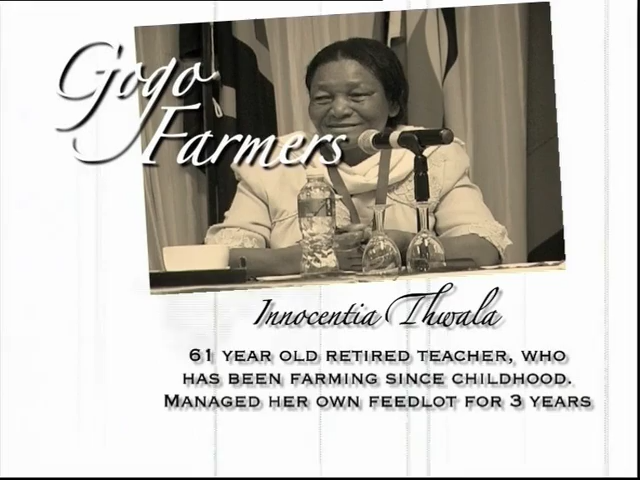 Gogo
Farmers
Innocentia Thwala
61 YEAR OLD RETIRED TEACHER, WHO
HAS BEEN FARMING SINCE CHILDHOOD.
MANAGED HER OWN FEEDLOT FOR 3 YEARS